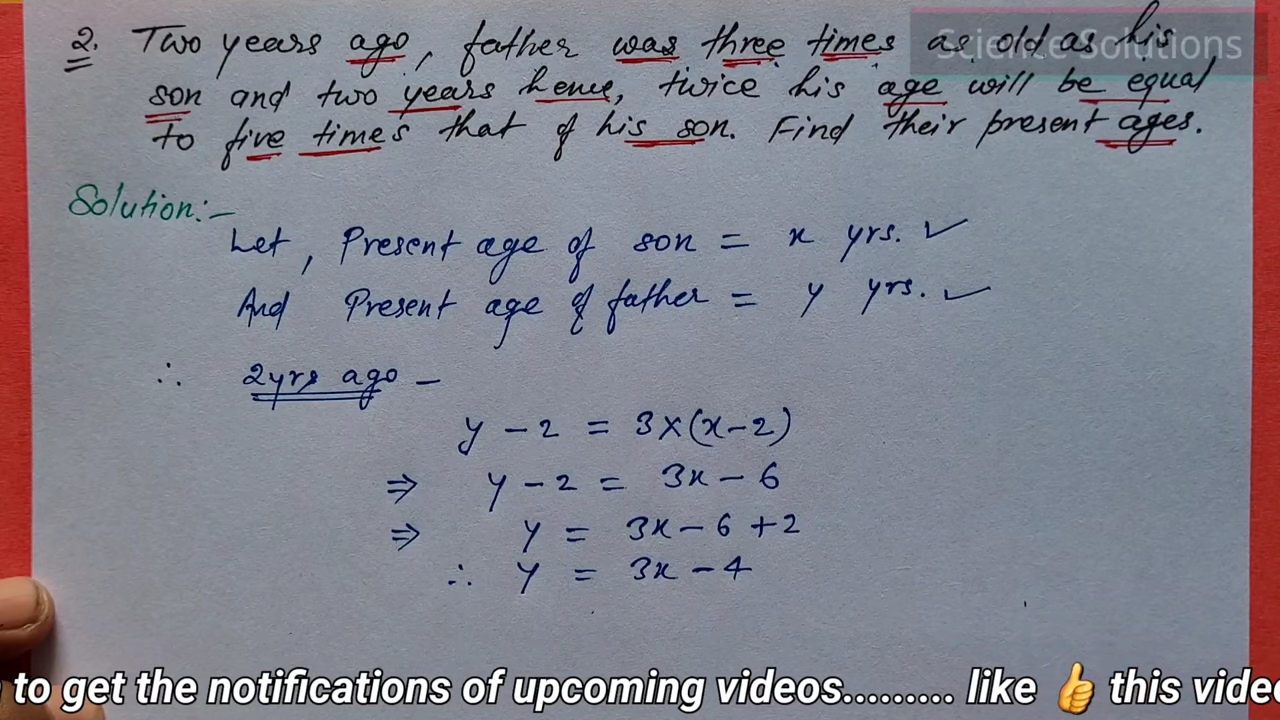 Science Solutions
2. Two years ago, father was three times as old as his
son and two years hence, twice his age will be equal
to five times that of his son. Find their present ages.
Solution:-
Let, Present age of son = x yrs. ✓
And Present age of father = y yrs. ✓
∴ 2yrs ago -
y - 2 = 3×(x-2)
⇒ y - 2 = 3x - 6
⇒ y = 3x - 6 + 2
∴ y = 3x - 4
to get the notifications of upcoming videos......... like 👍 this